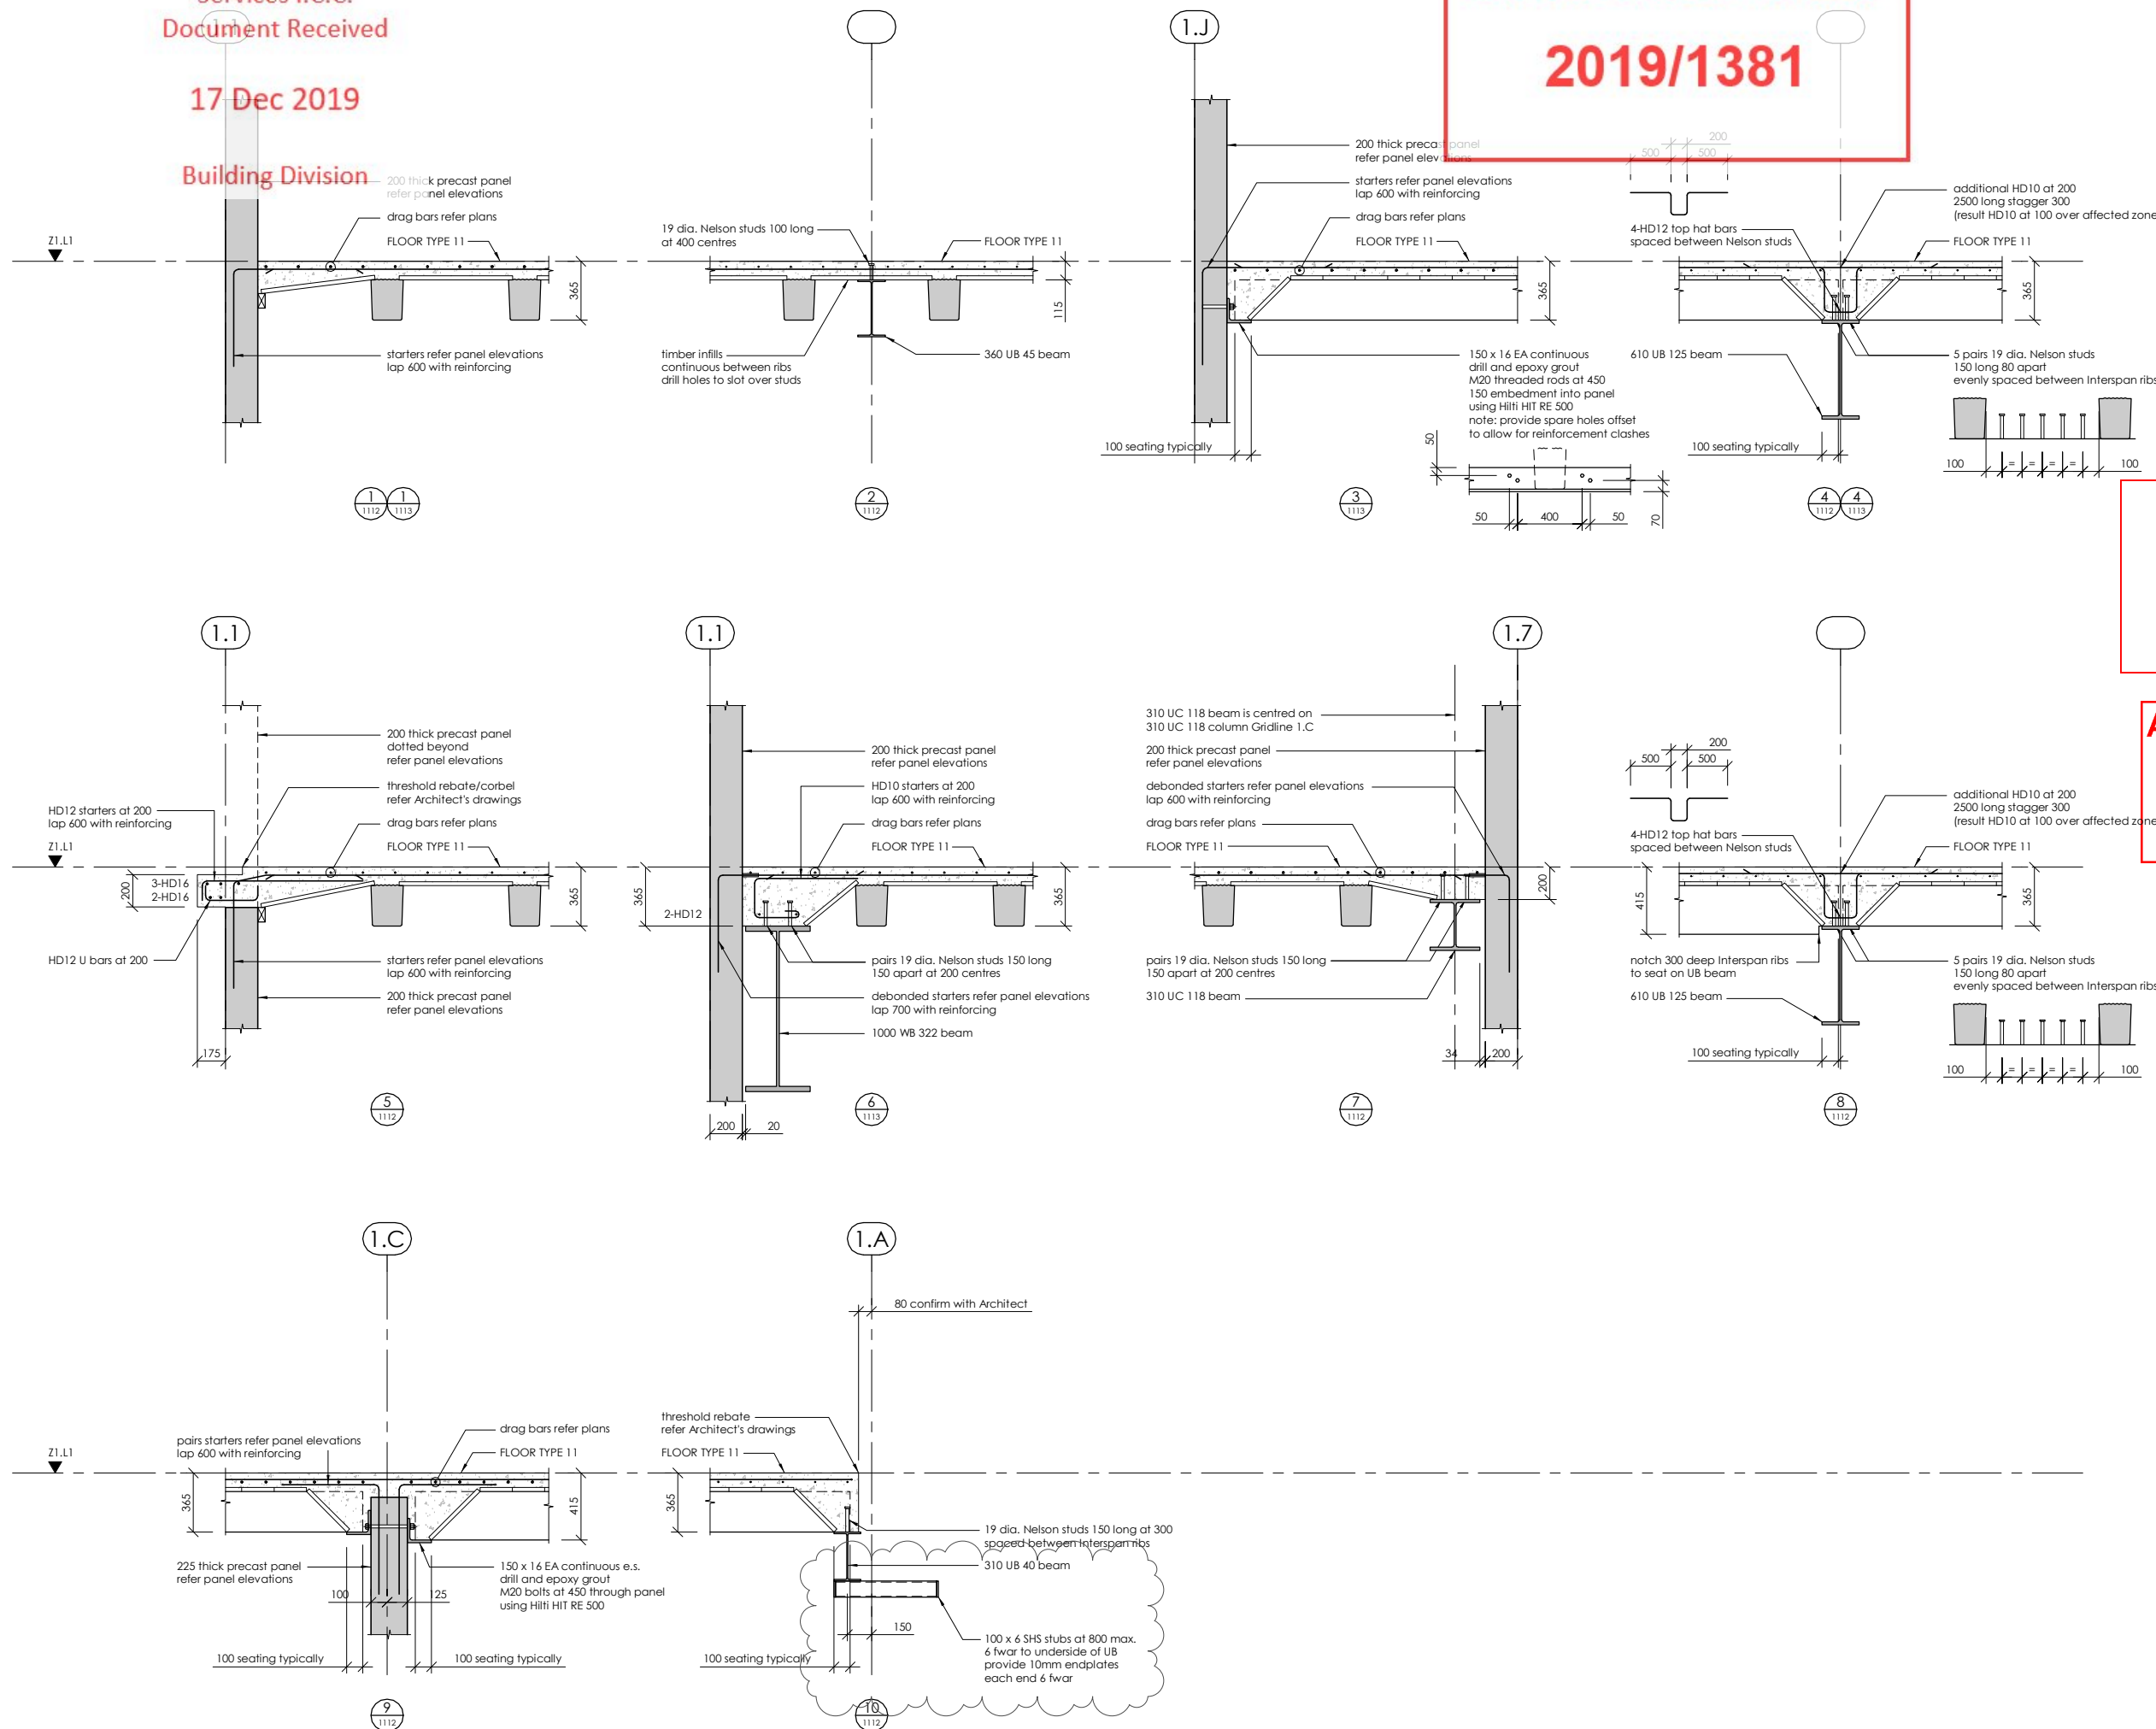 Document Received
17 Dec 2019
Building Division
2019/1381
1.1
1.J
200 thick precast panel
refer panel elevations
drag bars refer plans
FLOOR TYPE 11
Z1.L1
365
starters refer panel elevations
lap 600 with reinforcing
1
1112
1
1113
19 dia. Nelson studs 100 long
at 400 centres
FLOOR TYPE 11
115
timber infills
continuous between ribs
drill holes to slot over studs
360 UB 45 beam
2
1112
200 thick precast panel
refer panel elevations
starters refer panel elevations
lap 600 with reinforcing
drag bars refer plans
FLOOR TYPE 11
365
150 x 16 EA continuous
drill and epoxy grout
M20 threaded rods at 450
150 embedment into panel
using Hilti HIT RE 500
note: provide spare holes offset
to allow for reinforcement clashes
100 seating typically
50
50
400
50
70
3
1113
200
500
500
additional HD10 at 200
2500 long stagger 300
(result HD10 at 100 over affected zone
4-HD12 top hat bars
spaced between Nelson studs
FLOOR TYPE 11
365
610 UB 125 beam
5 pairs 19 dia. Nelson studs
150 long 80 apart
evenly spaced between Interspan ribs
100 seating typically
100
=
=
=
=
100
4
1112
4
1113
1.1
200 thick precast panel
dotted beyond
refer panel elevations
threshold rebate/corbel
refer Architect's drawings
HD12 starters at 200
lap 600 with reinforcing
drag bars refer plans
FLOOR TYPE 11
Z1.L1
200
3-HD16
2-HD16
365
HD12 U bars at 200
starters refer panel elevations
lap 600 with reinforcing
200 thick precast panel
refer panel elevations
175
5
1112
1.1
200 thick precast panel
refer panel elevations
HD10 starters at 200
lap 600 with reinforcing
drag bars refer plans
FLOOR TYPE 11
365
2-HD12
365
pairs 19 dia. Nelson studs 150 long
150 apart at 200 centres
debonded starters refer panel elevations
lap 700 with reinforcing
1000 WB 322 beam
200
20
6
1113
1.7
310 UC 118 beam is centred on
310 UC 118 column Gridline 1.C
200 thick precast panel
refer panel elevations
debonded starters refer panel elevations
lap 600 with reinforcing
drag bars refer plans
FLOOR TYPE 11
200
pairs 19 dia. Nelson studs 150 long
150 apart at 200 centres
310 UC 118 beam
34
200
7
1112
200
500
500
additional HD10 at 200
2500 long stagger 300
(result HD10 at 100 over affected zone
4-HD12 top hat bars
spaced between Nelson studs
FLOOR TYPE 11
415
365
notch 300 deep Interspan ribs
to seat on UB beam
610 UB 125 beam
5 pairs 19 dia. Nelson studs
150 long 80 apart
evenly spaced between Interspan ribs
100 seating typically
100
=
=
=
=
100
8
1112
A
1.C
drag bars refer plans
pairs starters refer panel elevations
lap 600 with reinforcing
FLOOR TYPE 11
Z1.L1
365
415
225 thick precast panel
refer panel elevations
150 x 16 EA continuous e.s.
drill and epoxy grout
M20 bolts at 450 through panel
using Hilti HIT RE 500
100
125
100 seating typically
100 seating typically
9
1112
1.A
80 confirm with Architect
threshold rebate
refer Architect's drawings
FLOOR TYPE 11
365
19 dia. Nelson studs 150 long at 300
spaced between Interspan ribs
310 UB 40 beam
150
100 x 6 SHS stubs at 800 max.
6 fwar to underside of UB
provide 10mm endplates
each end 6 fwar
100 seating typically
10
1112